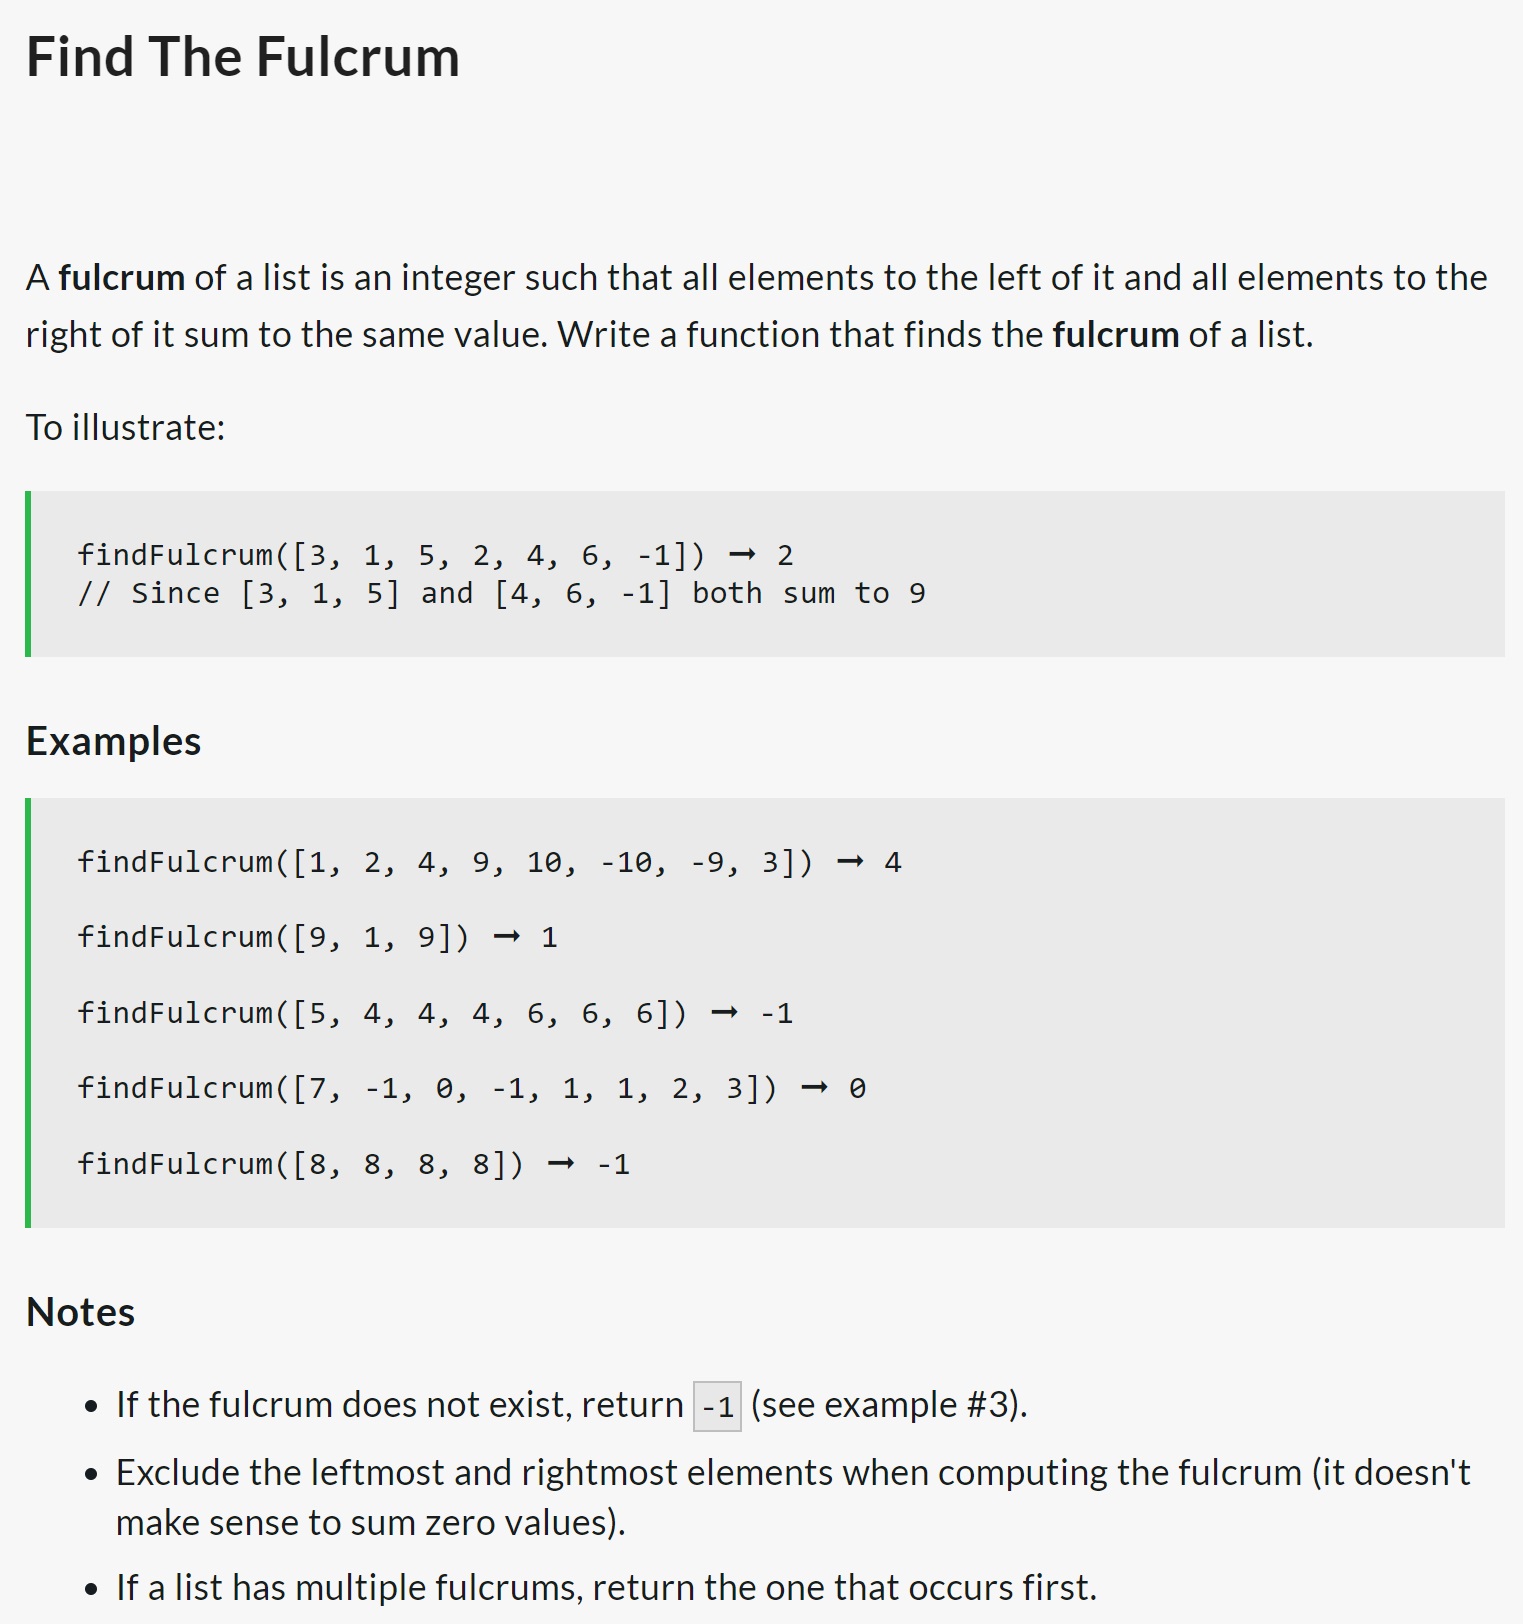 Find The Fulcrum
A fulcrum of a list is an integer such that all elements to the left of it and all elements to the
right of it sum to the same value. Write a function that finds the fulcrum of a list.
To illustrate:
findFulcrum([3, 1, 5, 2, 4, 6, -1]) ➞ 2
// Since [3, 1, 5] and [4, 6, -1] both sum to 9
Examples
findFulcrum([1, 2, 4, 9, 10, -10, -9, 3]) ➞ 4
findFulcrum([9, 1, 9]) ➞ 1
findFulcrum([5, 4, 4, 4, 6, 6, 6]) ➞ -1
findFulcrum([7, -1, 0, -1, 1, 1, 2, 3]) ➞ 0
findFulcrum([8, 8, 8, 8]) ➞ -1
Notes
• If the fulcrum does not exist, return -1 (see example #3).
• Exclude the leftmost and rightmost elements when computing the fulcrum (it doesn't
make sense to sum zero values).
• If a list has multiple fulcrums, return the one that occurs first.